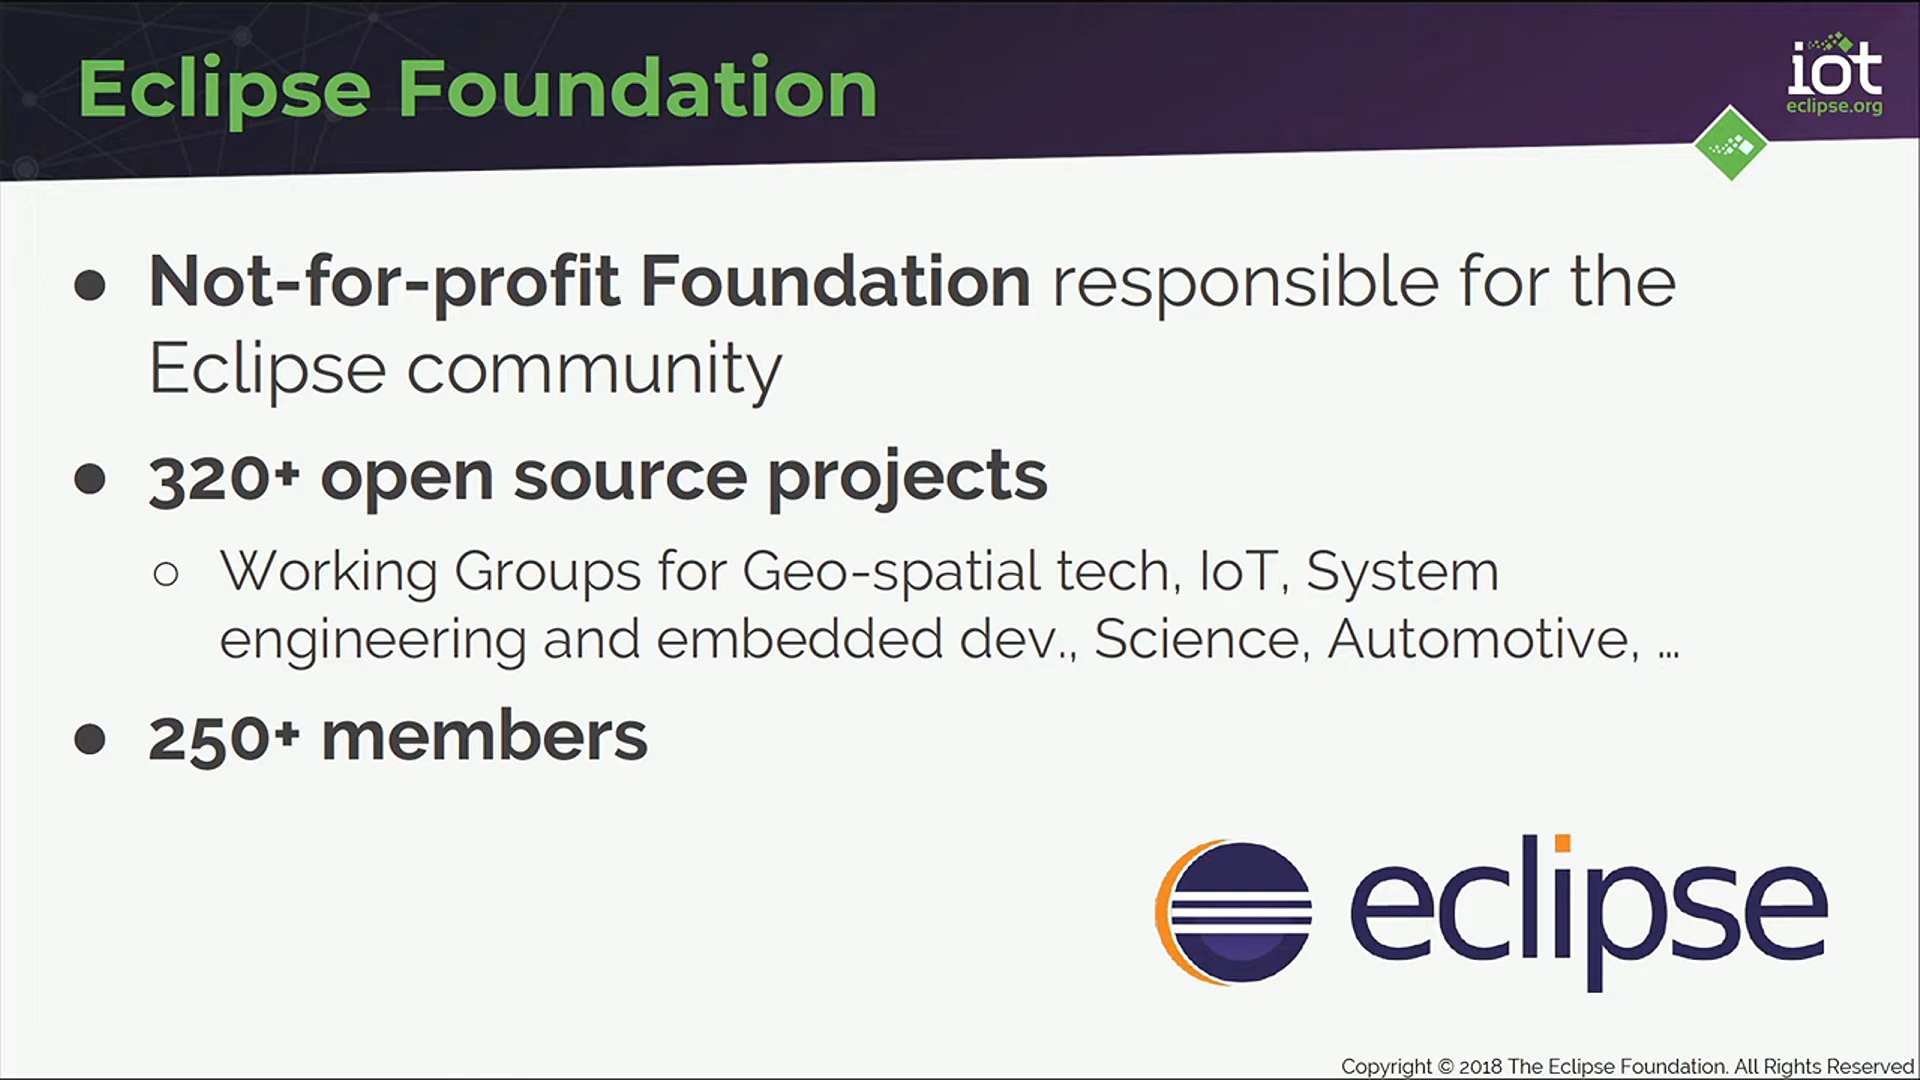 Eclipse Foundation
iot
eclipse.org
● Not-for-profit Foundation responsible for the
Eclipse community
● 320+ open source projects
○ Working Groups for Geo-spatial tech, IoT, System
engineering and embedded dev., Science, Automotive, ...
● 250+ members
eclipse
Copyright © 2018 The Eclipse Foundation. All Rights Reserved